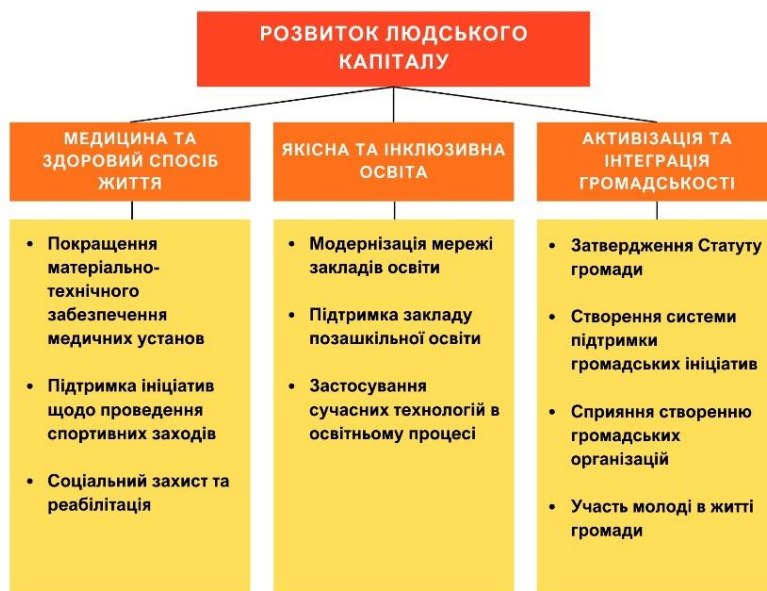 РОЗВИТОК ЛЮДСЬКОГО
КАПІТАЛУ
МЕДИЦИНА ТА
ЗДОРОВИЙ СПОСІБ
ЖИТТЯ
• Покращення
матеріально-
технічного
забезпечення
медичних установ
• Підтримка ініціатив
щодо проведення
спортивних заходів
• Соціальний захист та
реабілітація
ЯКІСНА ТА ІНКЛЮЗИВНА
ОСВІТА
• Модернізація мережі
закладів освіти
• Підтримка закладу
позашкільної освіти
• Застосування
сучасних технологій в
освітньому процесі
АКТИВІЗАЦІЯ ТА
ІНТЕГРАЦІЯ
ГРОМАДСЬКОСТІ
• Затвердження Статуту
громади
• Створення системи
підтримки
громадських ініціатив
• Сприяння створенню
громадських
організацій
• Участь молоді в житті
громади